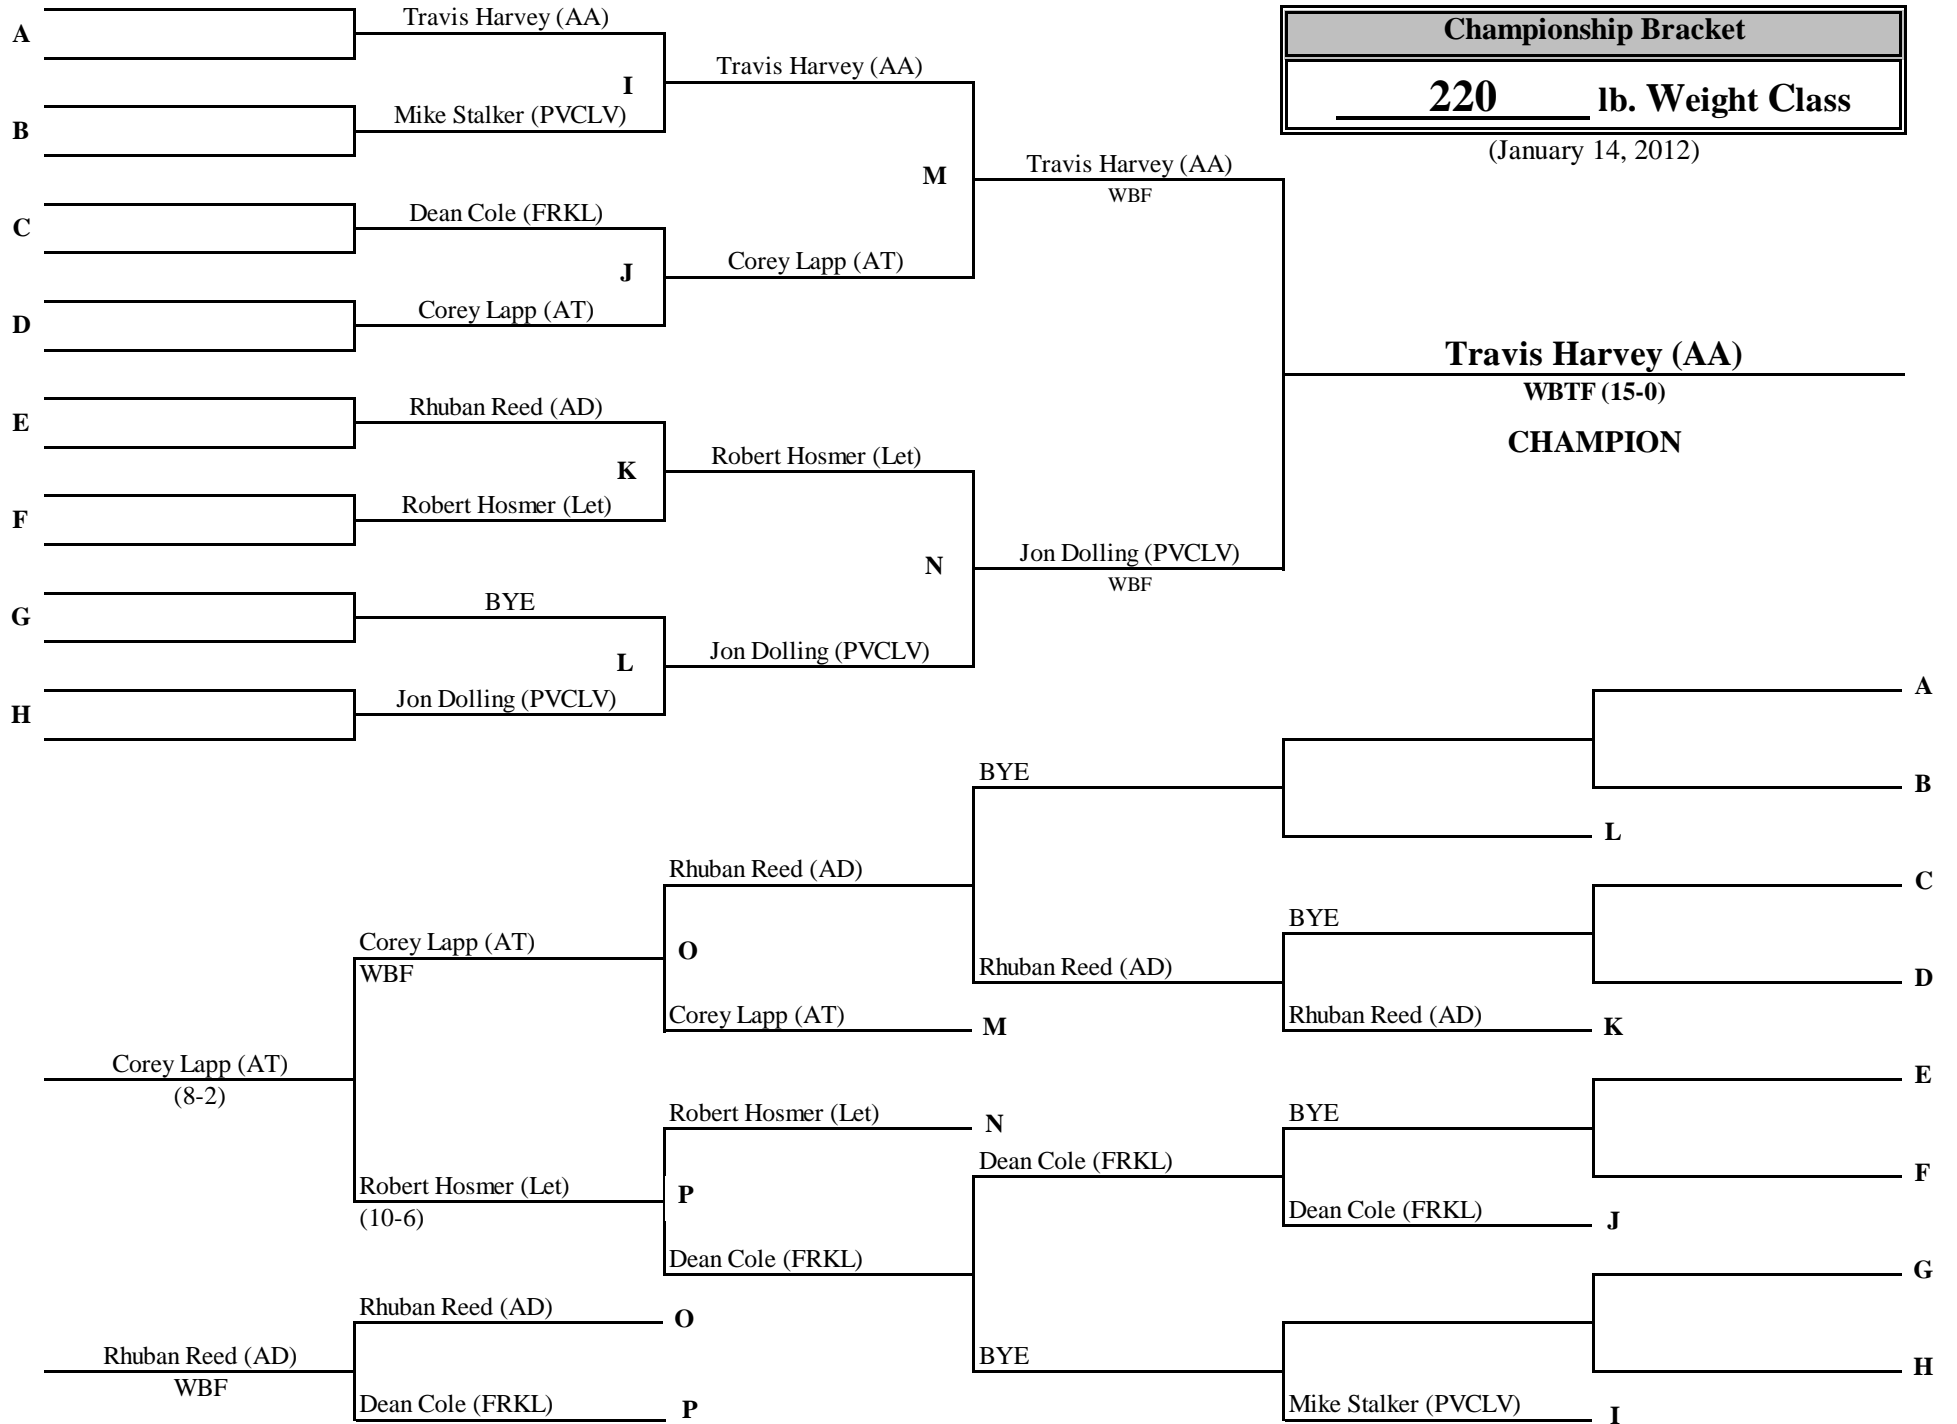 Championship Bracket
220 lb. Weight Class
(January 14, 2012)
A
Travis Harvey (AA)
I
Travis Harvey (AA)
B
Mike Stalker (PVCLV)
M
Travis Harvey (AA)
WBF
C
Dean Cole (FRKL)
J
Corey Lapp (AT)
D
Corey Lapp (AT)
Travis Harvey (AA)
WBTF (15-0)
CHAMPION
E
Rhuban Reed (AD)
K
Robert Hosmer (Let)
F
Robert Hosmer (Let)
N
Jon Dolling (PVCLV)
WBF
G
BYE
L
Jon Dolling (PVCLV)
H
Jon Dolling (PVCLV)
A
BYE
B
L
Rhuban Reed (AD)
C
BYE
Corey Lapp (AT)
WBF
O
Rhuban Reed (AD)
D
Corey Lapp (AT)
M
Rhuban Reed (AD)
K
Corey Lapp (AT)
(8-2)
E
Robert Hosmer (Let)
N
BYE
Dean Cole (FRKL)
F
Robert Hosmer (Let)
(10-6)
P
Dean Cole (FRKL)
J
Dean Cole (FRKL)
G
Rhuban Reed (AD)
O
Rhuban Reed (AD)
WBF
BYE
H
Dean Cole (FRKL)
P
Mike Stalker (PVCLV)
I